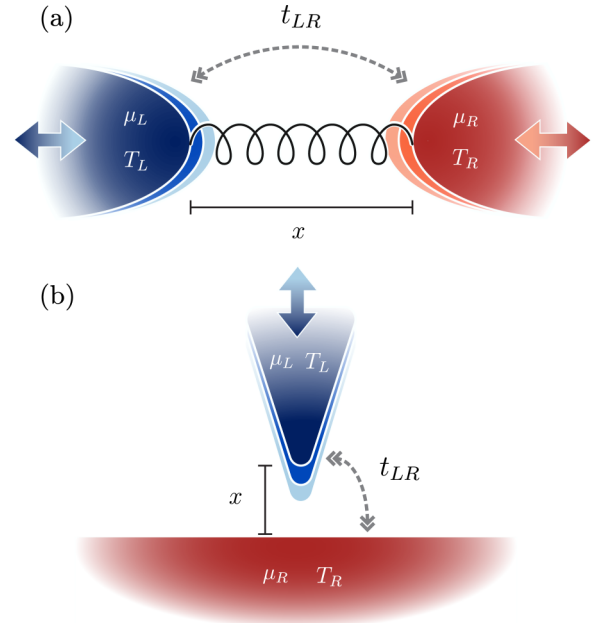 (a)
t_{LR}
μ_L
T_L
μ_R
T_R
x
(b)
μ_L T_L
t_{LR}
x
μ_R T_R